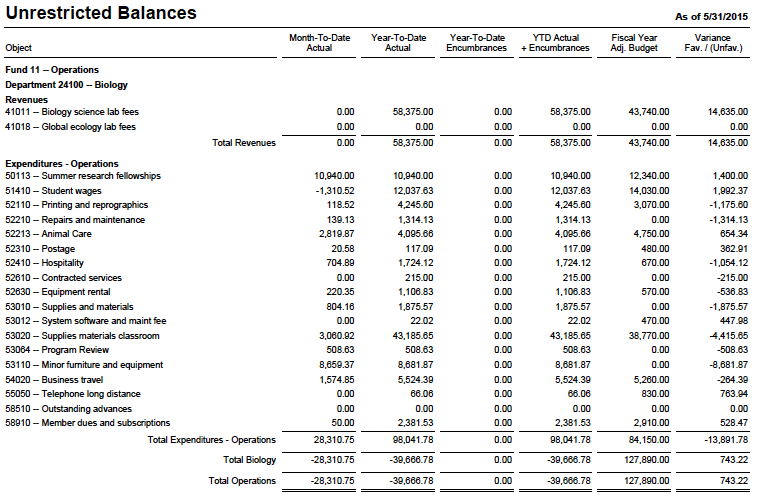 Unrestricted Balances
As of 5/31/2015
Object Month-To-Date Actual Year-To-Date Actual Year-To-Date Encumbrances YTD Actual + Encumbrances Fiscal Year Adj. Budget Variance Fav. / (Unfav.)
Fund 11 -- Operations
Department 24100 -- Biology
Revenues
41011 -- Biology science lab fees 0.00 58,375.00 0.00 58,375.00 43,740.00 14,635.00
41018 -- Global ecology lab fees 0.00 0.00 0.00 0.00 0.00 0.00
Total Revenues 0.00 58,375.00 0.00 58,375.00 43,740.00 14,635.00
Expenditures - Operations
50113 -- Summer research fellowships 10,940.00 10,940.00 0.00 10,940.00 12,340.00 1,400.00
51410 -- Student wages -1,310.52 12,037.63 0.00 12,037.63 14,030.00 1,992.37
52110 -- Printing and reprographics 118.52 4,245.60 0.00 4,245.60 3,070.00 -1,175.60
52210 -- Repairs and maintenance 139.13 1,314.13 0.00 1,314.13 0.00 -1,314.13
52213 -- Animal Care 2,819.87 4,095.66 0.00 4,095.66 4,750.00 654.34
52310 -- Postage 20.58 117.09 0.00 117.09 480.00 362.91
52410 -- Hospitality 704.89 1,724.12 0.00 1,724.12 670.00 -1,054.12
52610 -- Contracted services 0.00 215.00 0.00 215.00 0.00 -215.00
52630 -- Equipment rental 220.35 1,106.83 0.00 1,106.83 570.00 -536.83
53010 -- Supplies and materials 804.16 1,875.57 0.00 1,875.57 0.00 -1,875.57
53012 -- System software and maint fee 0.00 22.02 0.00 22.02 470.00 447.98
53020 -- Supplies materials classroom 3,060.92 43,185.65 0.00 43,185.65 38,770.00 -4,415.65
53064 -- Program Review 508.63 508.63 0.00 508.63 0.00 -508.63
53110 -- Minor furniture and equipment 8,659.37 8,681.87 0.00 8,681.87 0.00 -8,681.87
54020 -- Business travel 1,574.85 5,524.39 0.00 5,524.39 5,260.00 -264.39
55050 -- Telephone long distance 0.00 66.06 0.00 66.06 830.00 763.94
58510 -- Outstanding advances 0.00 0.00 0.00 0.00 0.00 0.00
58910 -- Member dues and subscriptions 50.00 2,381.53 0.00 2,381.53 2,910.00 528.47
Total Expenditures - Operations 28,310.75 98,041.78 0.00 98,041.78 84,150.00 -13,891.78
Total Biology -28,310.75 -39,666.78 0.00 -39,666.78 127,890.00 743.22
Total Operations -28,310.75 -39,666.78 0.00 -39,666.78 127,890.00 743.22